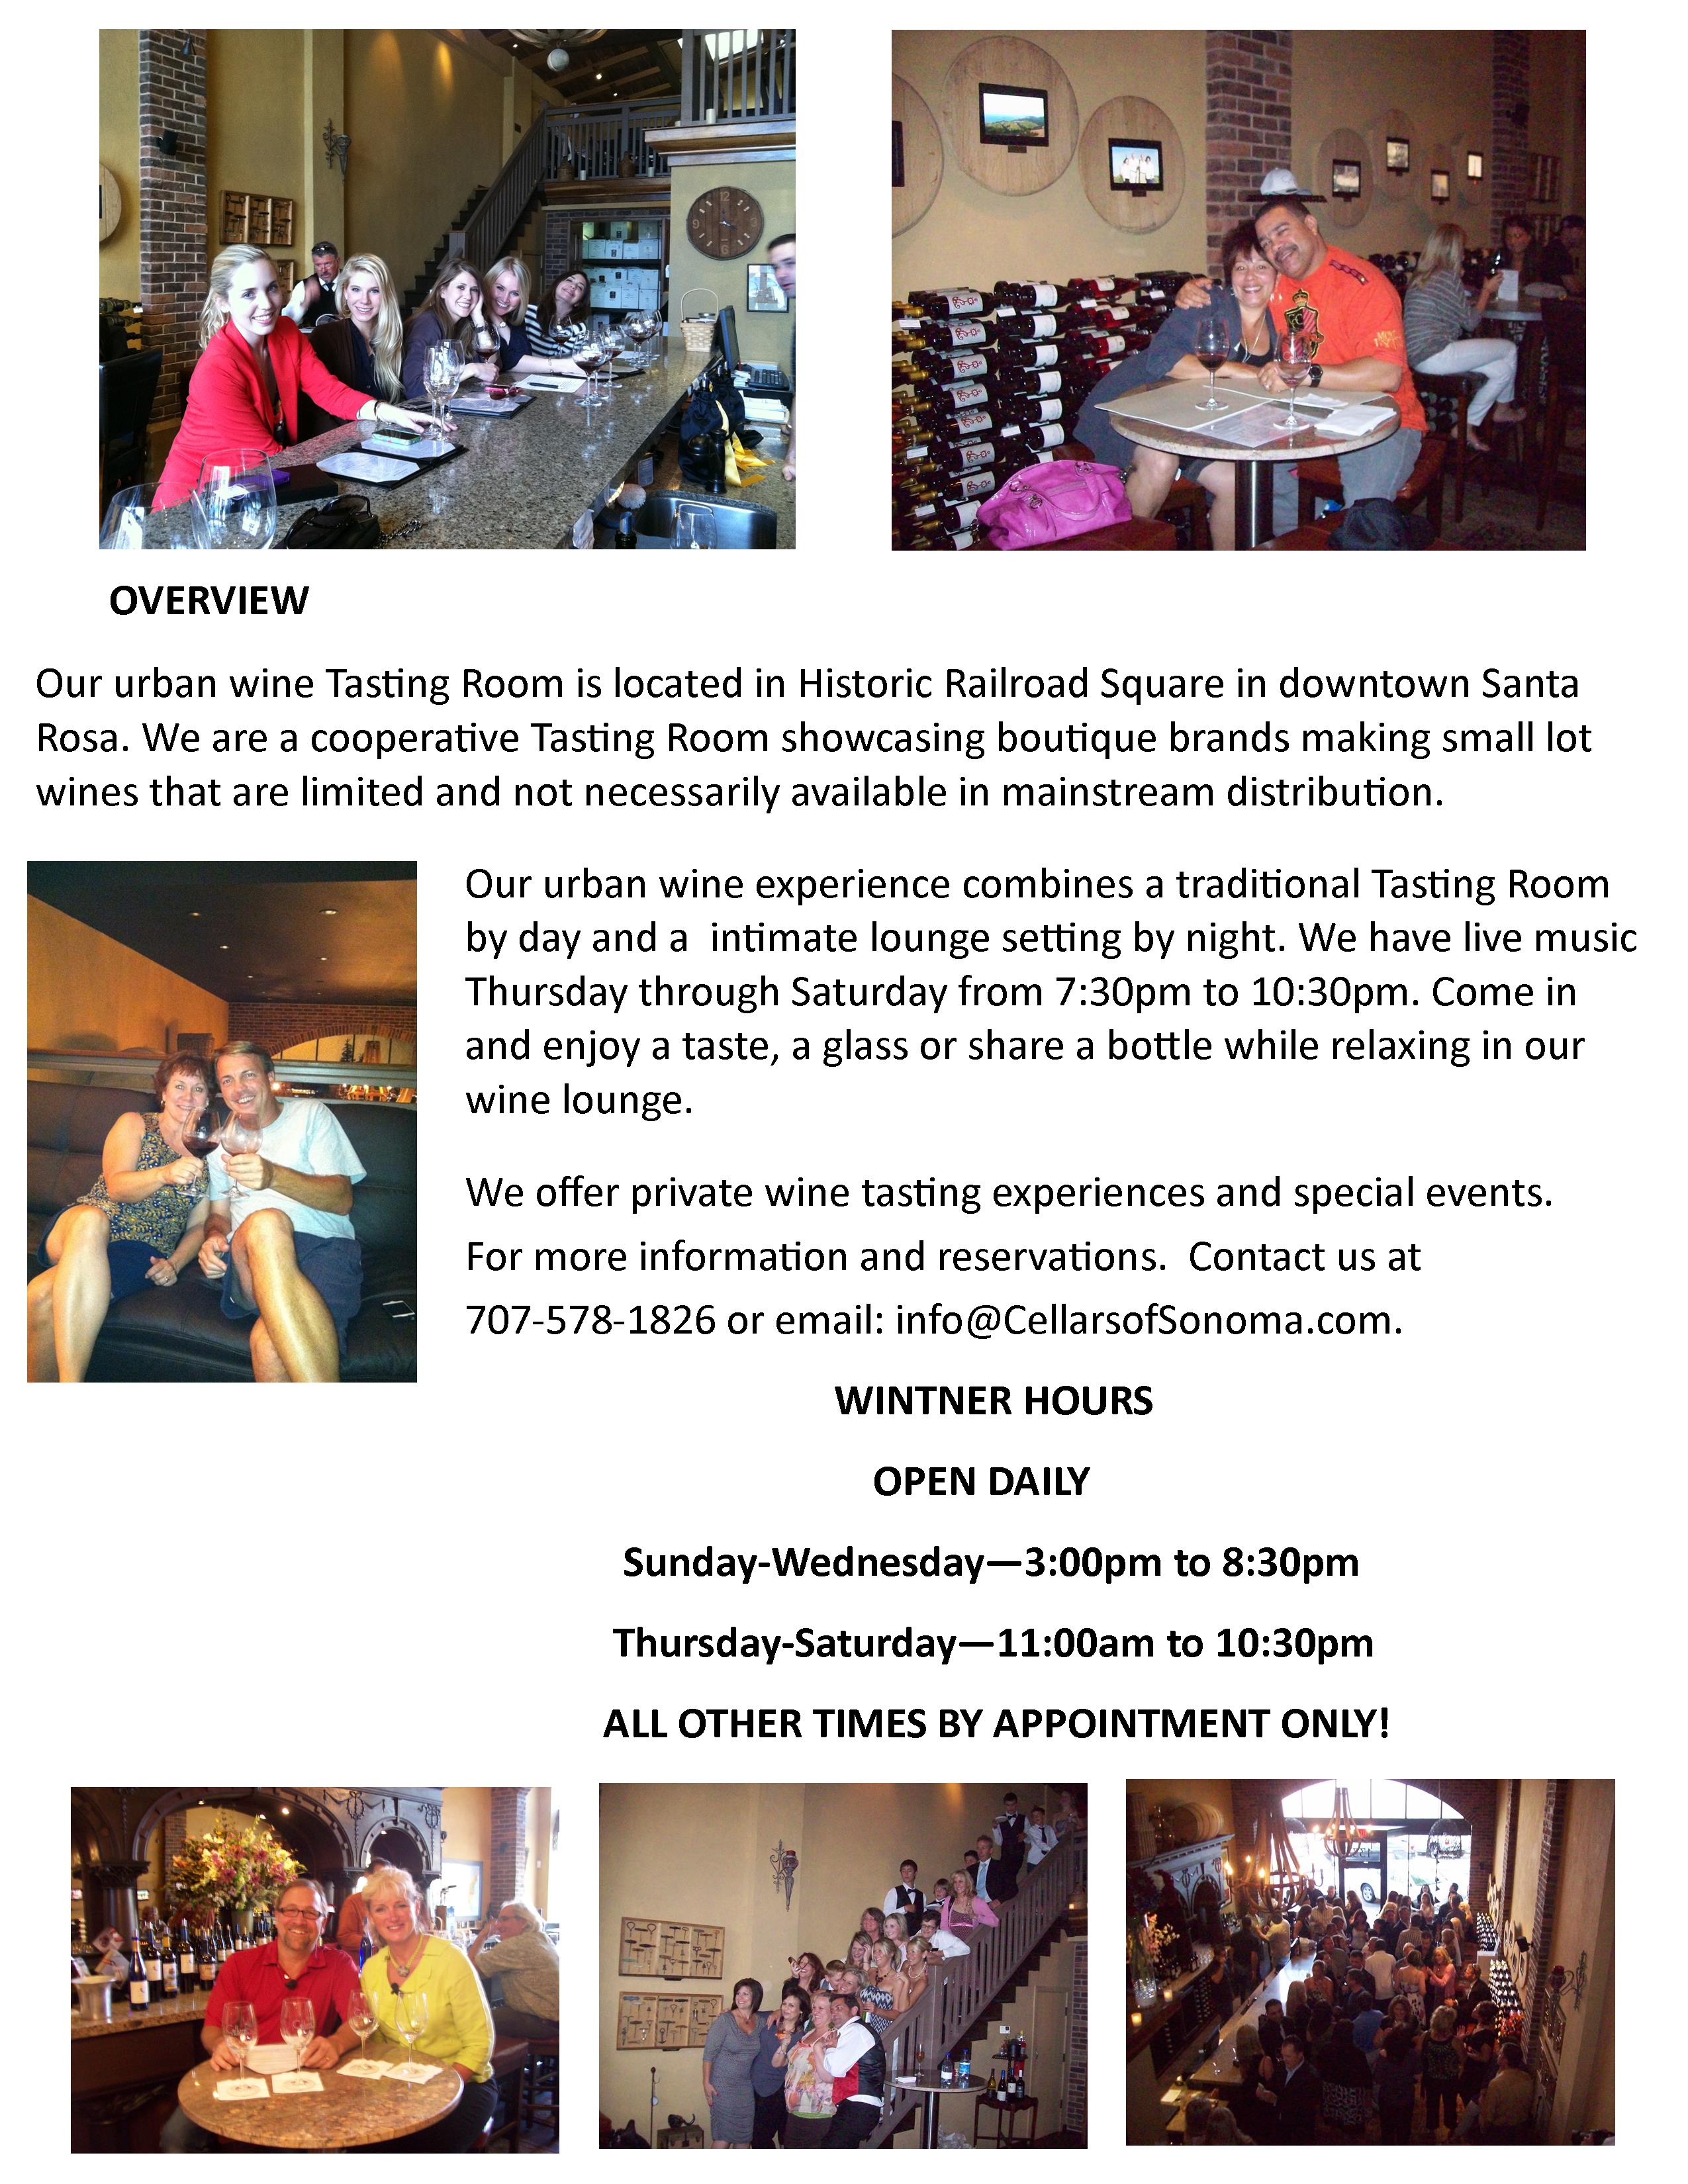 OVERVIEW
Our urban wine Tasting Room is located in Historic Railroad Square in downtown Santa
Rosa. We are a cooperative Tasting Room showcasing boutique brands making small lot
wines that are limited and not necessarily available in mainstream distribution.
Our urban wine experience combines a traditional Tasting Room
by day and a  intimate lounge setting by night. We have live music
Thursday through Saturday from 7:30pm to 10:30pm. Come in
and enjoy a taste, a glass or share a bottle while relaxing in our
wine lounge.
We offer private wine tasting experiences and special events.
For more information and reservations.  Contact us at
707-578-1826 or email: info@CellarsofSonoma.com.
WINTNER HOURS
OPEN DAILY
Sunday-Wednesday—3:00pm to 8:30pm
Thursday-Saturday—11:00am to 10:30pm
ALL OTHER TIMES BY APPOINTMENT ONLY!